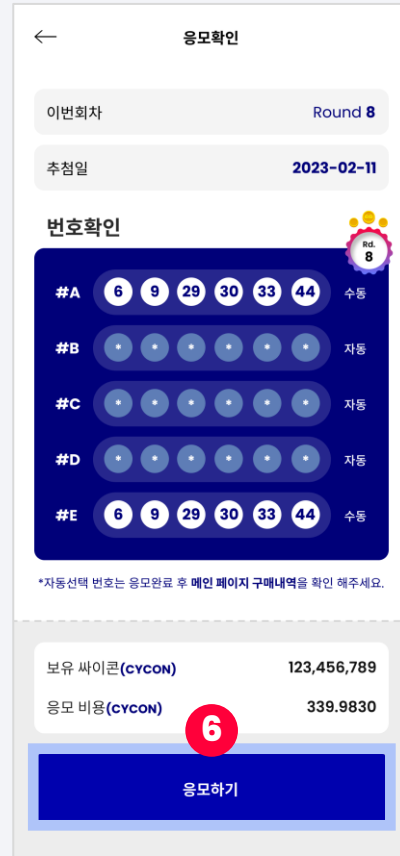 응모확인
이번회차 Round 8
추첨일 2023-02-11
번호확인
Rd.
8
#A 6 9 29 30 33 44 수동
#B * * * * * * 자동
#C * * * * * * 자동
#D * * * * * * 자동
#E 6 9 29 30 33 44 수동
*자동선택 번호는 응모완료 후 메인 페이지 구매내역을 확인 해주세요.
보유 싸이콘(CYCON) 123,456,789
응모 비용(CYCON) 339.9830
6
응모하기